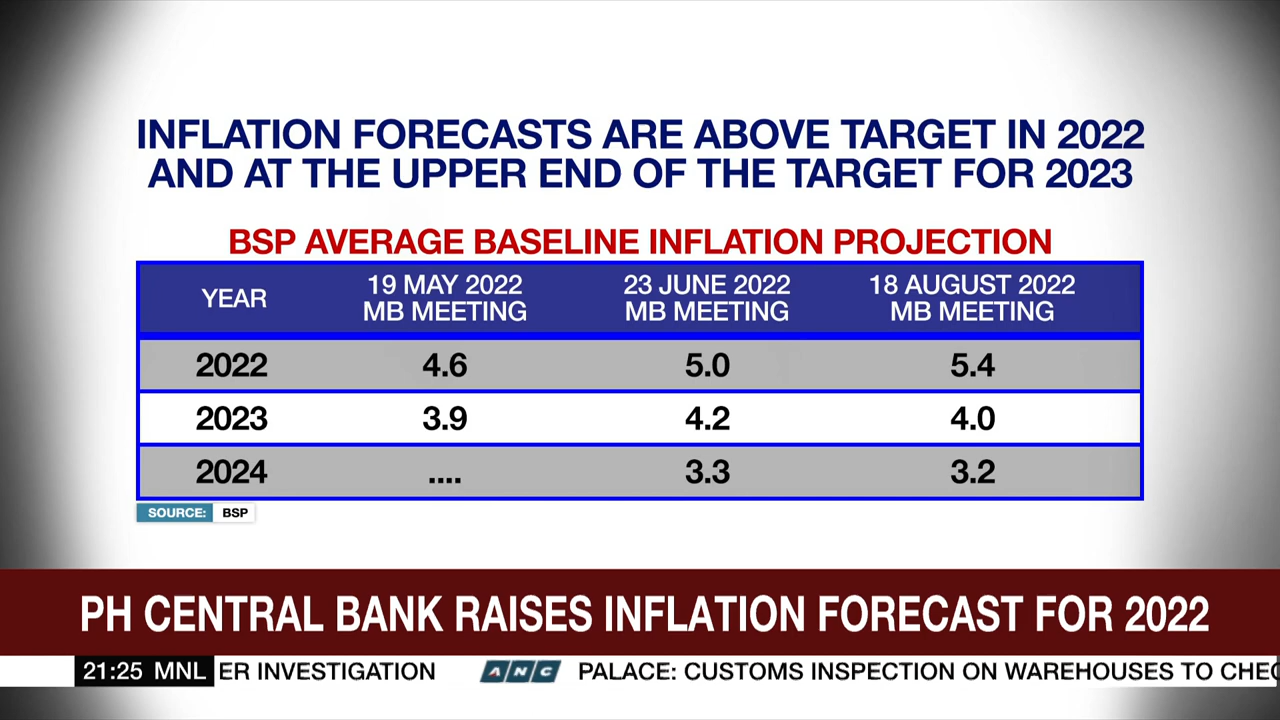 INFLATION FORECASTS ARE ABOVE TARGET IN 2022
AND AT THE UPPER END OF THE TARGET FOR 2023
BSP AVERAGE BASELINE INFLATION PROJECTION
YEAR 19 MAY 2022 MB MEETING 23 JUNE 2022 MB MEETING 18 AUGUST 2022 MB MEETING
2022 4.6 5.0 5.4
2023 3.9 4.2 4.0
2024 .... 3.3 3.2
SOURCE: BSP
PH CENTRAL BANK RAISES INFLATION FORECAST FOR 2022
21:25 MNL ER INVESTIGATION ANC PALACE: CUSTOMS INSPECTION ON WAREHOUSES TO CHEC